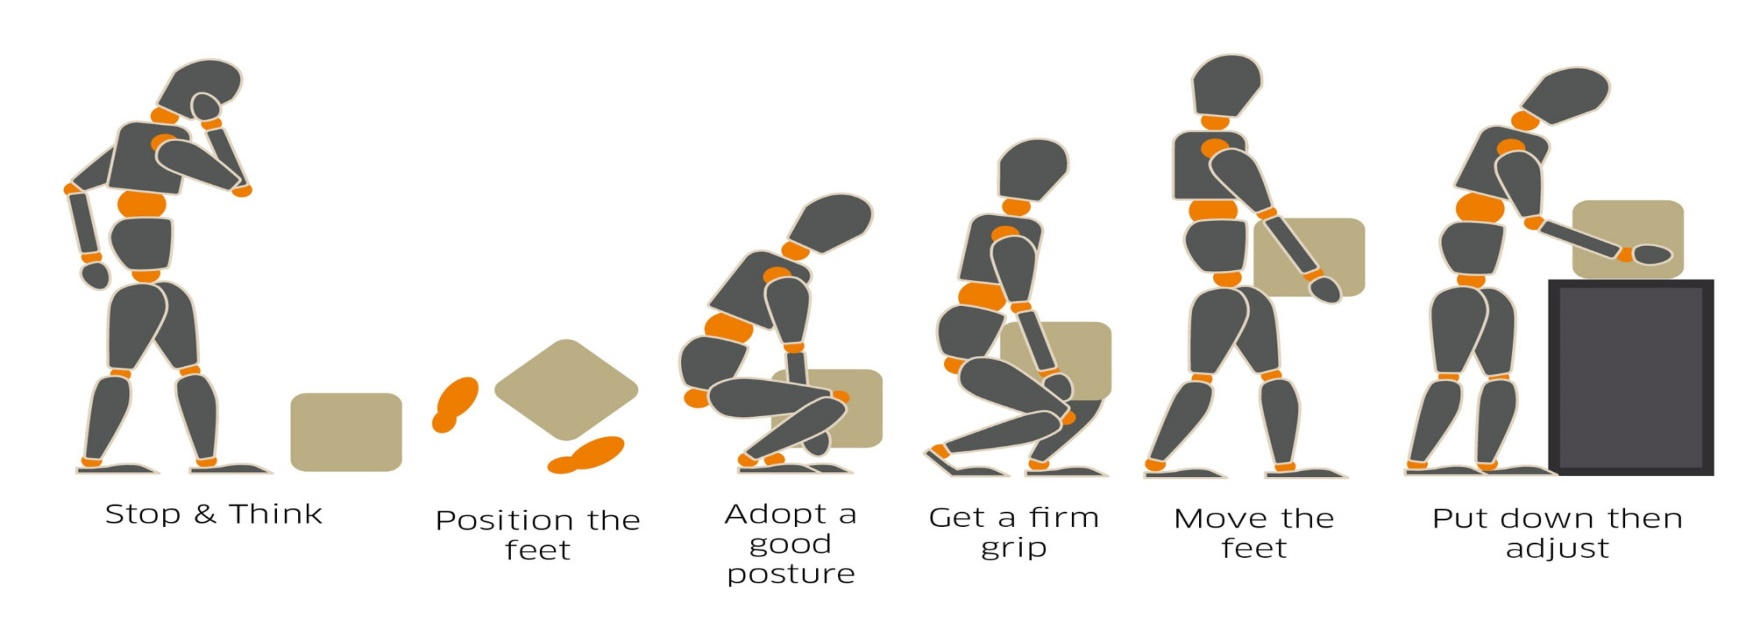 Stop & Think
Position the
feet
Adopt a
good
posture
Get a firm
grip
Move the
feet
Put down then
adjust